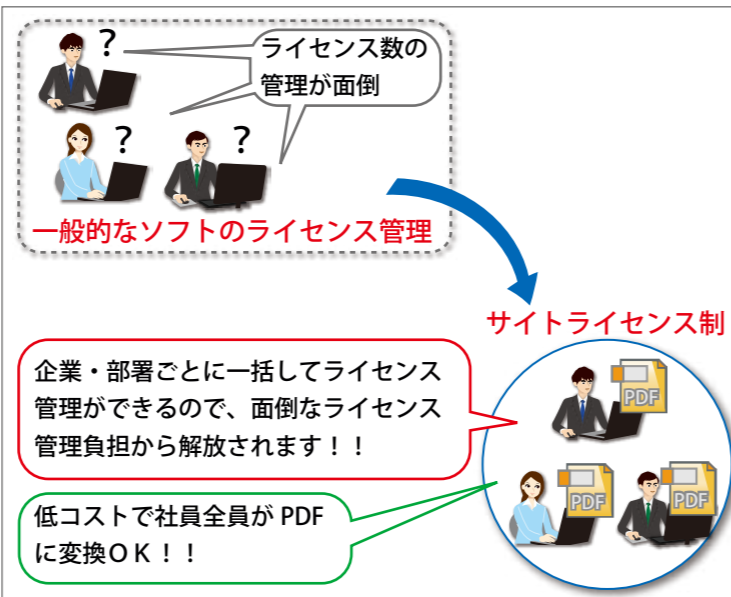 ?
ライセンス数の
管理が面倒
?
?
一般的なソフトのライセンス管理
サイトライセンス制
企業・部署ごとに一括してライセンス
管理ができるので、面倒なライセンス
管理負担から解放されます！！
PDF
PDF
PDF
低コストで社員全員が PDF
に変換ＯＫ！！